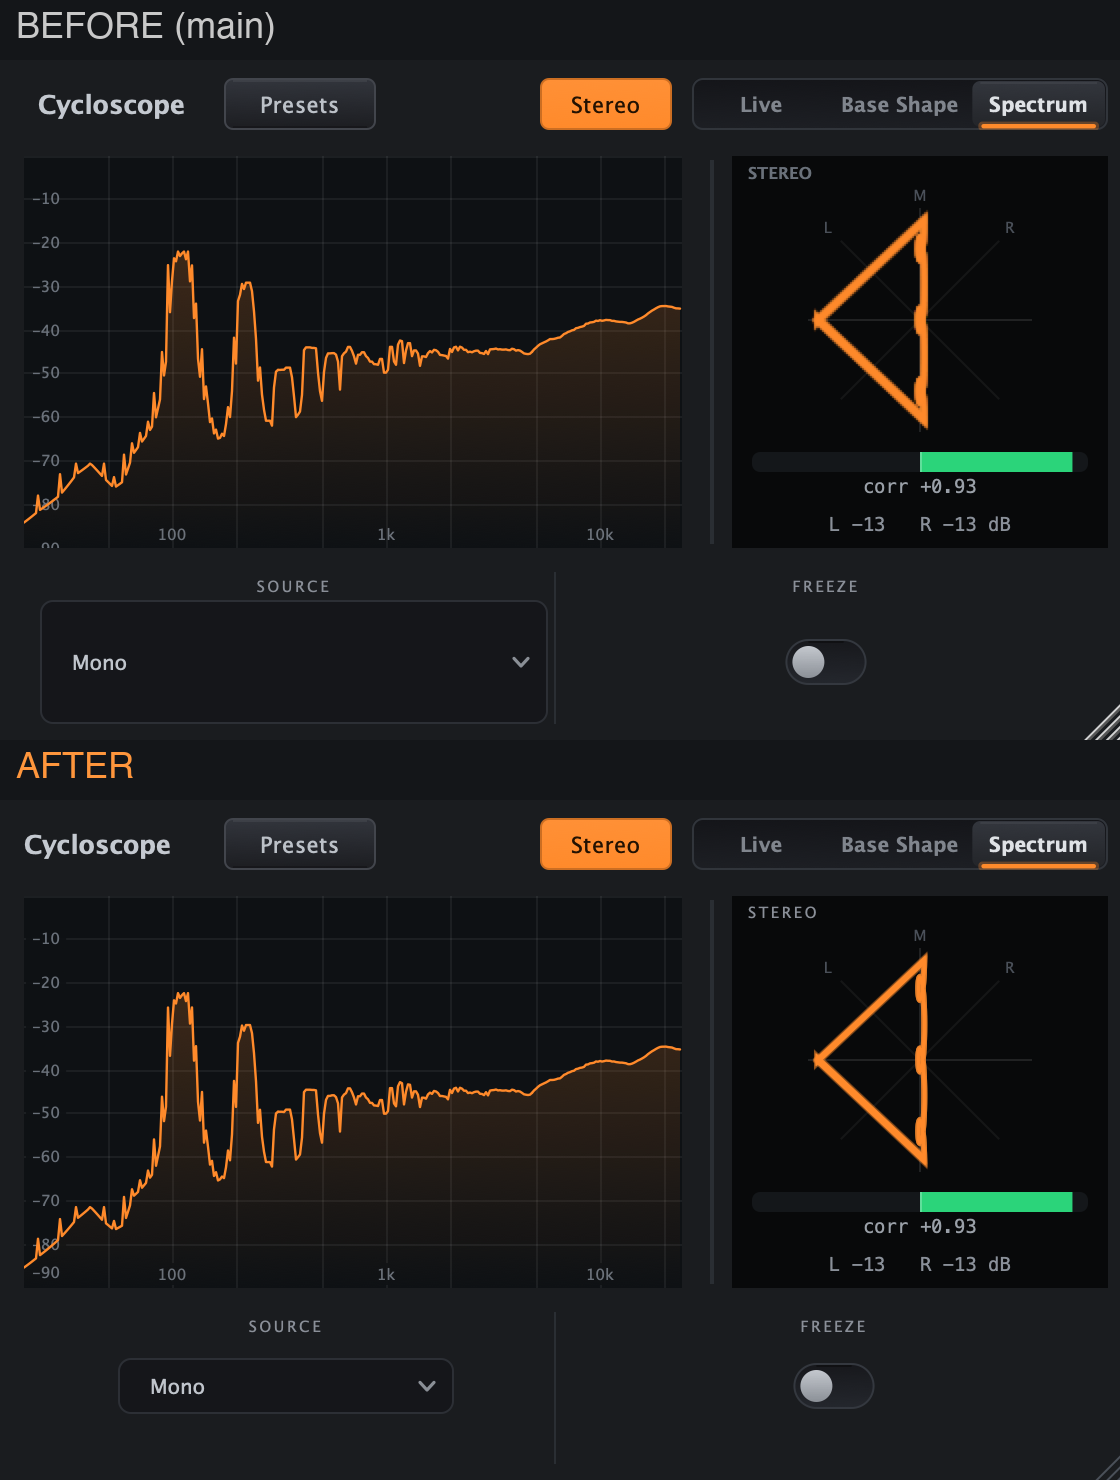 BEFORE (main)
Cycloscope Presets Stereo Live Base Shape Spectrum
STEREO
M
L R
−10
−20
−30
−40
−50
−60
−70
−80
−90
100 1k 10k
corr +0.93
L −13 R −13 dB
SOURCE FREEZE
Mono
AFTER
Cycloscope Presets Stereo Live Base Shape Spectrum
STEREO
M
L R
−10
−20
−30
−40
−50
−60
−70
−80
−90
100 1k 10k
corr +0.93
L −13 R −13 dB
SOURCE FREEZE
Mono